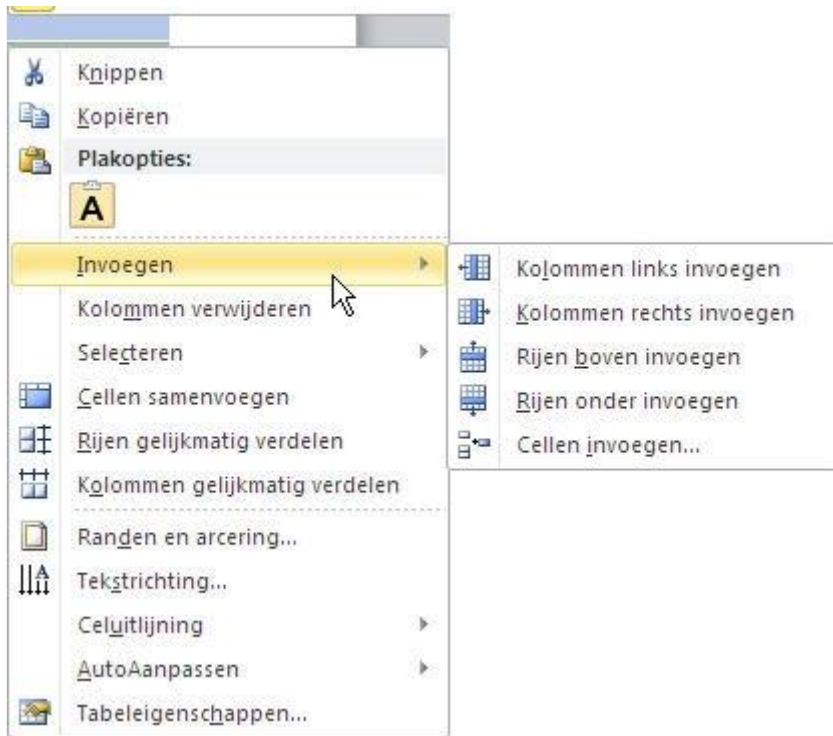 Knippen
Kopiëren
Plakopties:
A
Invoegen
Kolommen verwijderen
Selecteren
Cellen samenvoegen
Rijen gelijkmatig verdelen
Kolommen gelijkmatig verdelen
Randen en arcering...
Tekstrichting...
Celuitlijning
AutoAanpassen
Tabeleigenschappen...
Kolommen links invoegen
Kolommen rechts invoegen
Rijen boven invoegen
Rijen onder invoegen
Cellen invoegen...